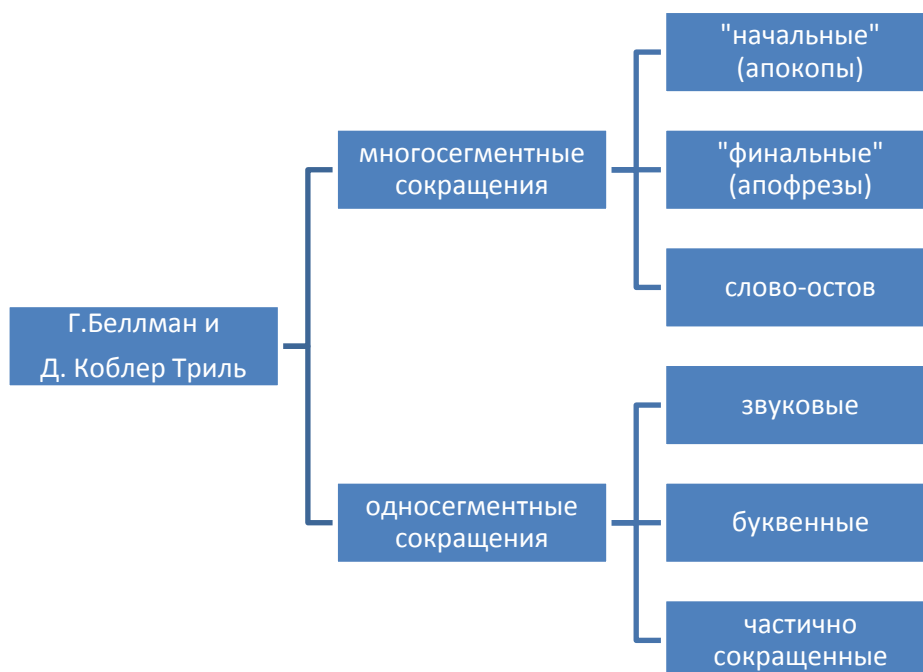 Г.Беллман и
Д. Коблер Триль
многосегментные
сокращения
"начальные"
(апокопы)
"финальные"
(апофрезы)
слово-остов
односегментные
сокращения
звуковые
буквенные
частично
сокращенные